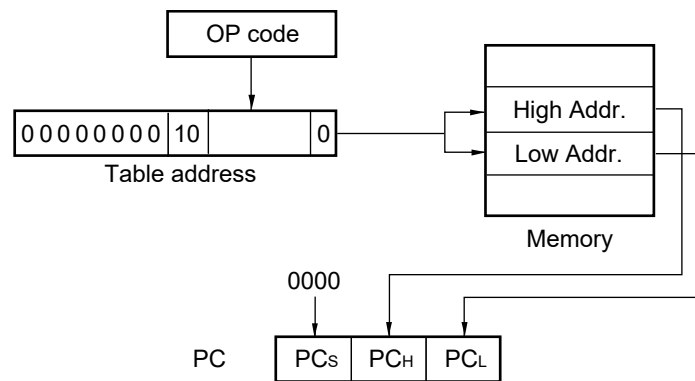 OP code
0 0 0 0 0 0 0 0 10 0
Table address
High Addr.
Low Addr.
Memory
0000
PC PCS PCH PCL